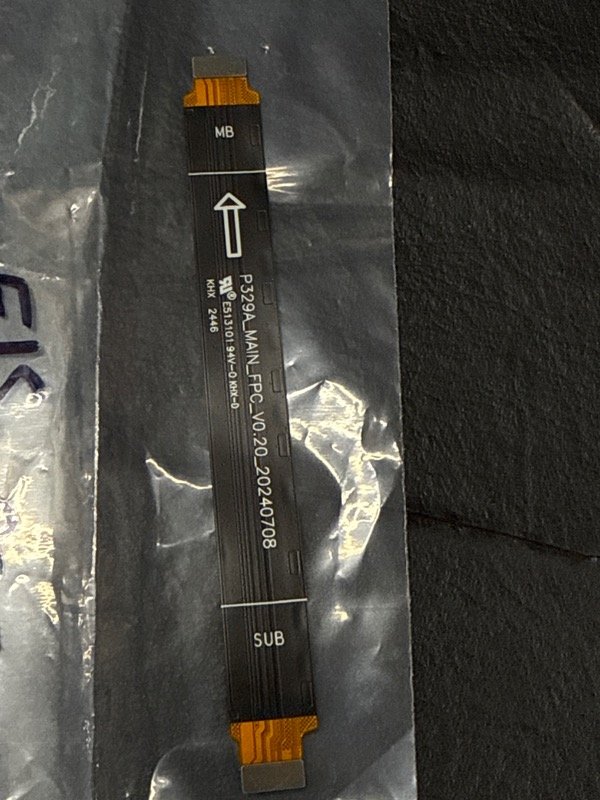 MB
P329A_MAIN_FPC_V0.20_20240708
E513101 94V-0 KHX-0
KHX 2446
SUB